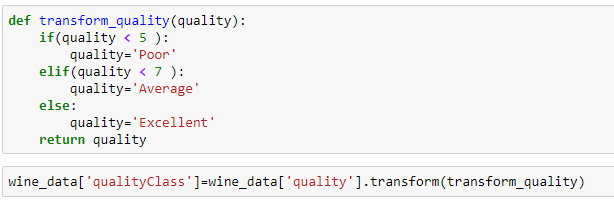 def transform_quality(quality):
    if(quality < 5 ):
        quality='Poor'
    elif(quality < 7 ):
        quality='Average'
    else:
        quality='Excellent'
    return quality
wine_data['qualityClass']=wine_data['quality'].transform(transform_quality)